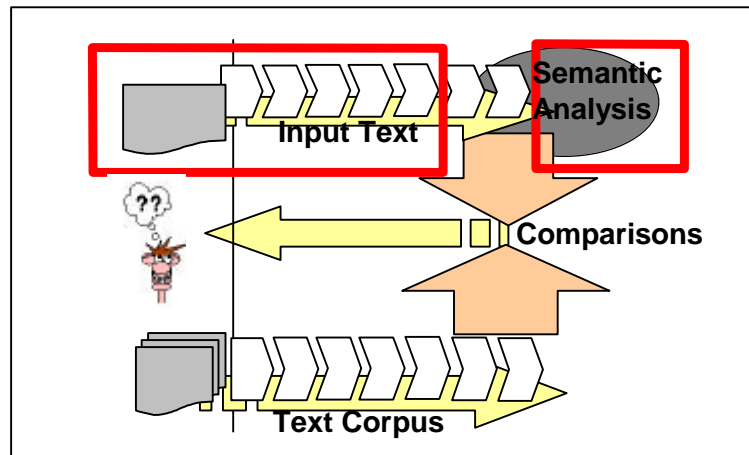 Semantic
Analysis
Input Text
??
Comparisons
Text Corpus